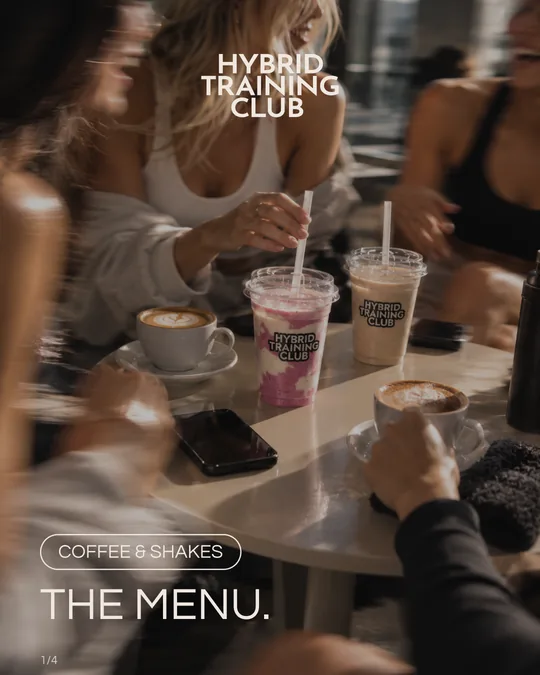 HYBRID
TRAINING
CLUB
HYBRID
TRAINING
CLUB
HYBRID
TRAINING
CLUB
COFFEE & SHAKES
THE MENU.
1/4